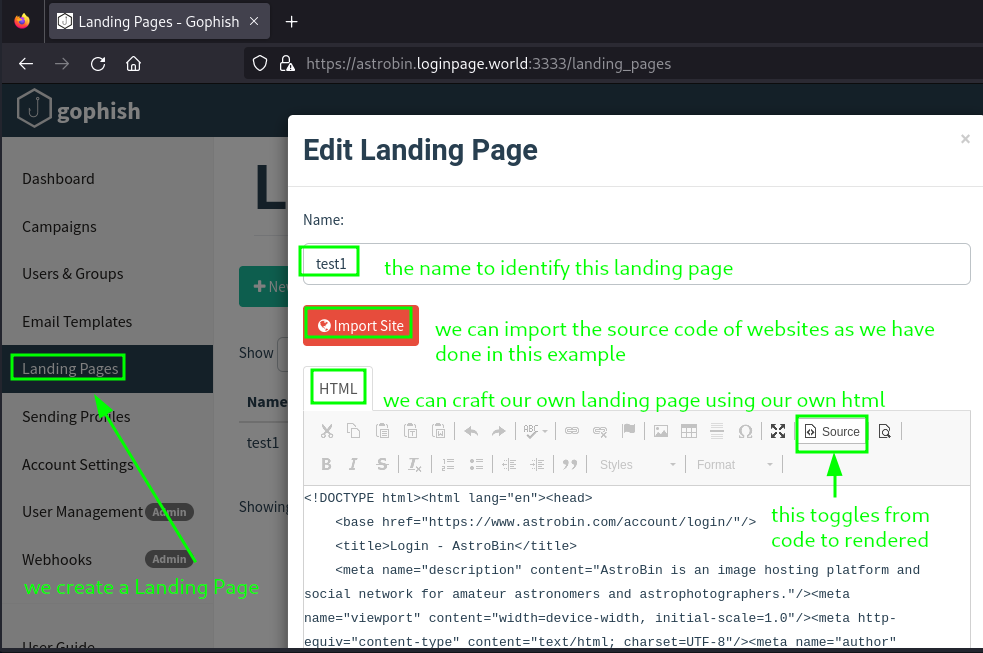 Landing Pages - Gophish
https://astrobin.loginpage.world:3333/landing_pages
gophish
Edit Landing Page
Dashboard
Campaigns
Users & Groups
Email Templates
Landing Pages
Sending Profiles
Account Settings
User Management Admin
Webhooks Admin
we create a Landing Page
User Guide
L
Show
Name
test1
Showing
Name:
test1
the name to identify this landing page
Import Site
we can import the source code of websites as we have
done in this example
HTML
we can craft our own landing page using our own html
ABC
Source
B I S Ix
Styles
Format
<!DOCTYPE html><html lang="en"><head>
<base href="https://www.astrobin.com/account/login/"/>
<title>Login - AstroBin</title>
<meta name="description" content="AstroBin is an image hosting platform and
social network for amateur astronomers and astrophotographers."/><meta
name="viewport" content="width=device-width, initial-scale=1.0"/><meta http-
equiv="content-type" content="text/html; charset=UTF-8"/><meta name="author"
this toggles from
code to rendered